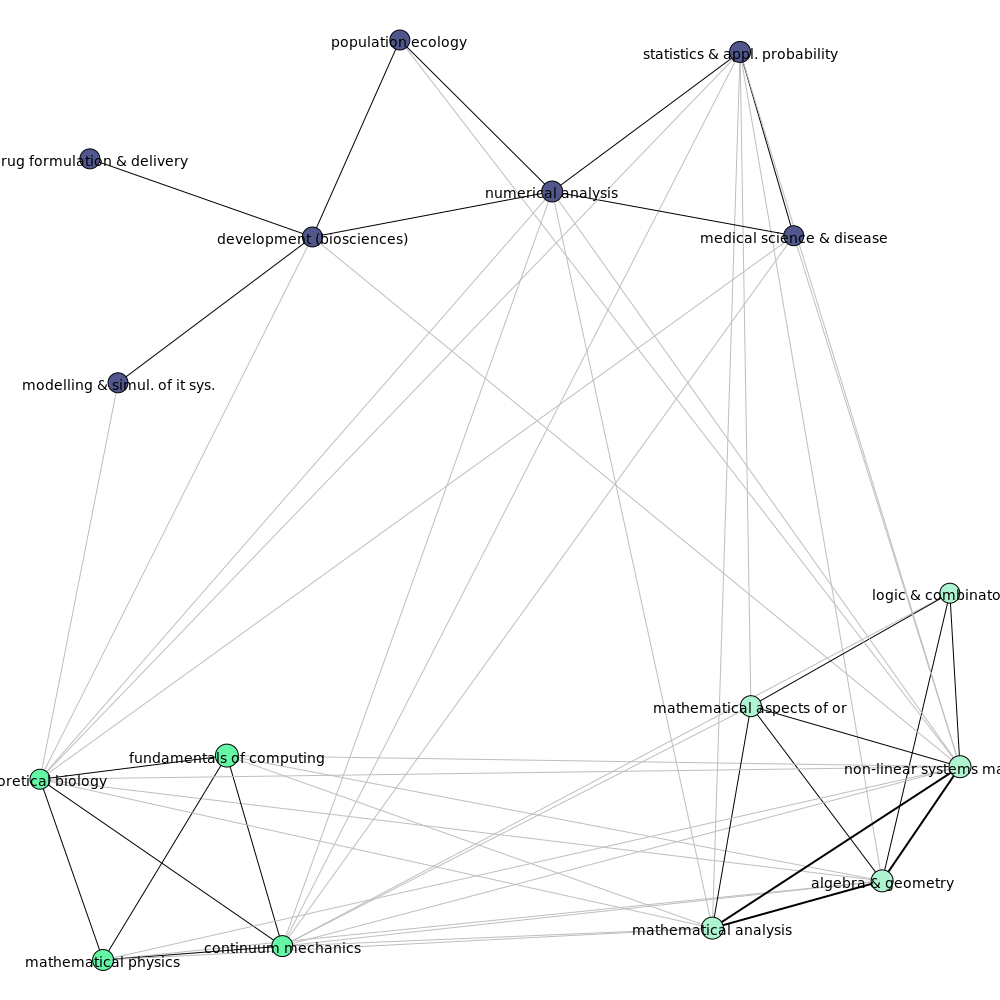 population ecology
statistics & appl. probability
rug formulation & delivery
numerical analysis
development (biosciences)
medical science & disease
modelling & simul. of it sys.
logic & combinato
mathematical aspects of or
fundamentals of computing
non-linear systems ma
oretical biology
algebra & geometry
mathematical analysis
continuum mechanics
mathematical physics